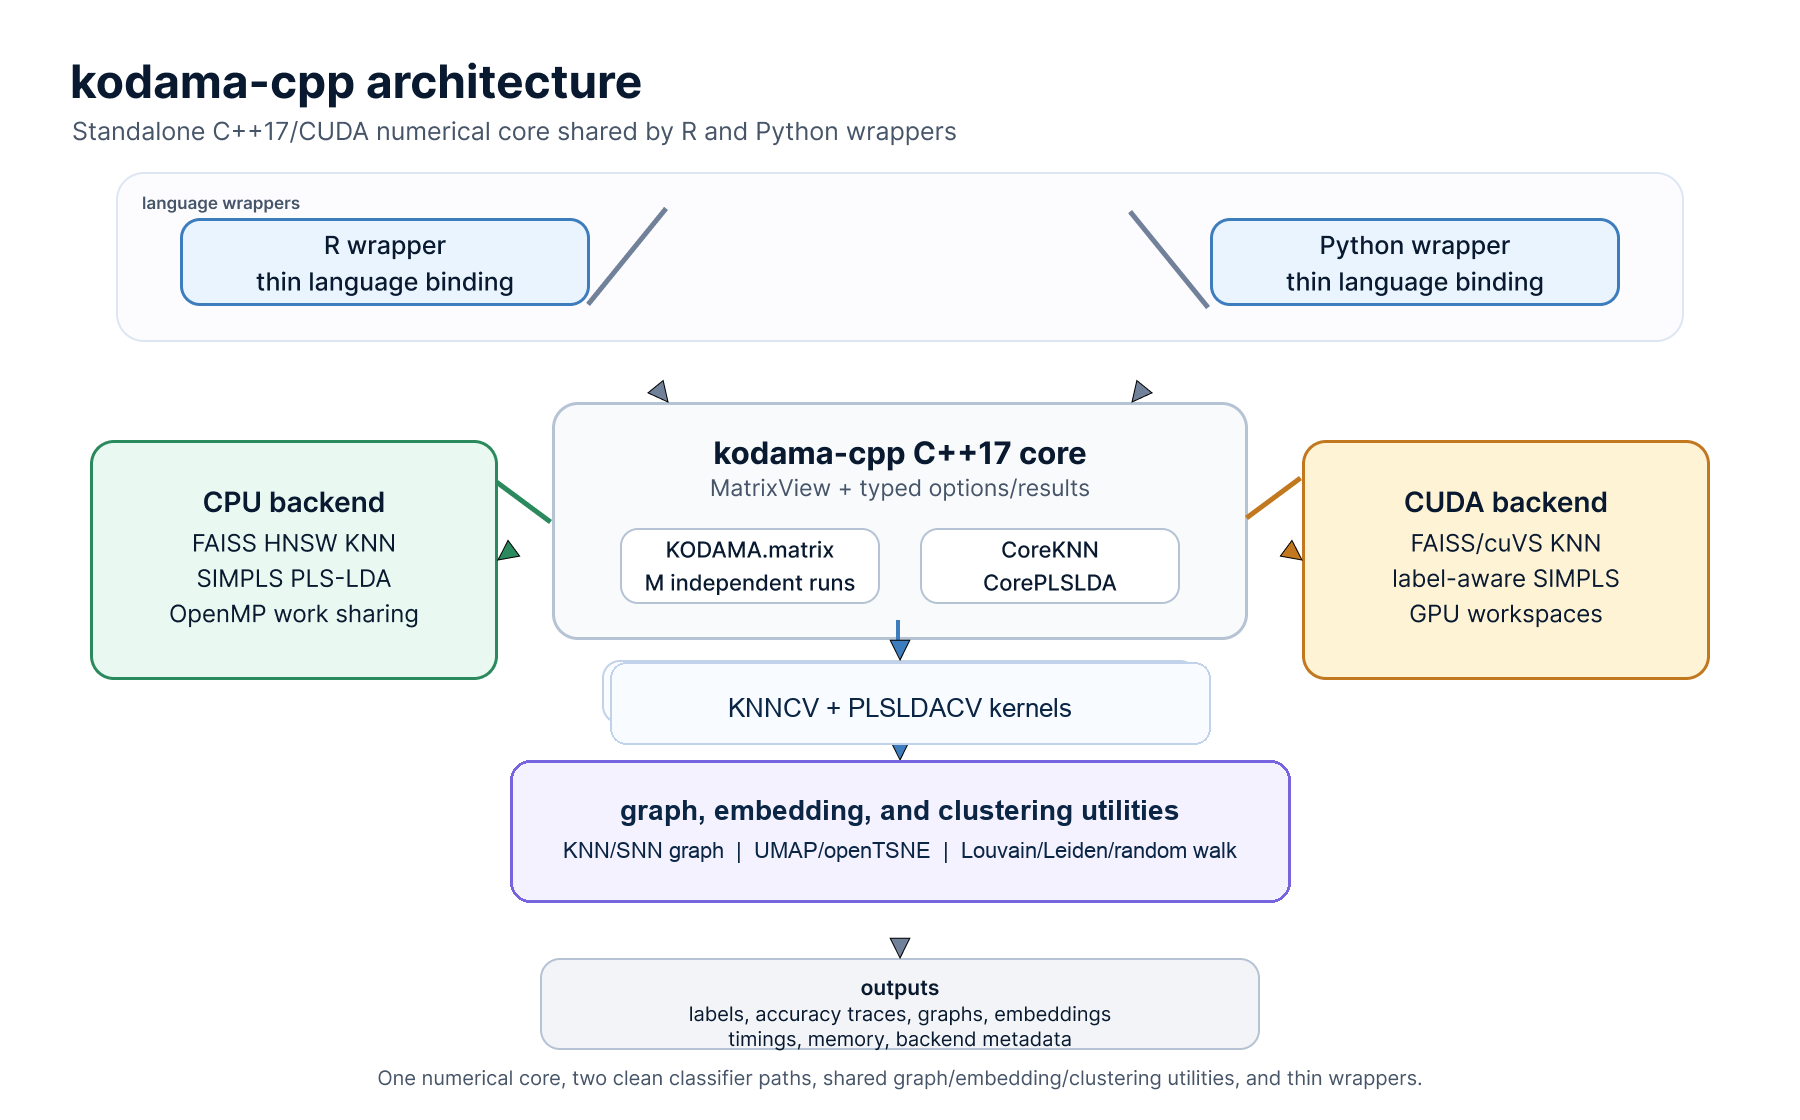 kodama-cpp architecture
Standalone C++17/CUDA numerical core shared by R and Python wrappers
language wrappers
R wrapper
thin language binding
Python wrapper
thin language binding
CPU backend
FAISS HNSW KNN
SIMPLS PLS-LDA
OpenMP work sharing
kodama-cpp C++17 core
MatrixView + typed options/results
KODAMA.matrix
M independent runs
CoreKNN
CorePLSLDA
CUDA backend
FAISS/cuVS KNN
label-aware SIMPLS
GPU workspaces
KNNCV + PLSLDACV kernels
graph, embedding, and clustering utilities
KNN/SNN graph | UMAP/openTSNE | Louvain/Leiden/random walk
outputs
labels, accuracy traces, graphs, embeddings
timings, memory, backend metadata
One numerical core, two clean classifier paths, shared graph/embedding/clustering utilities, and thin wrappers.